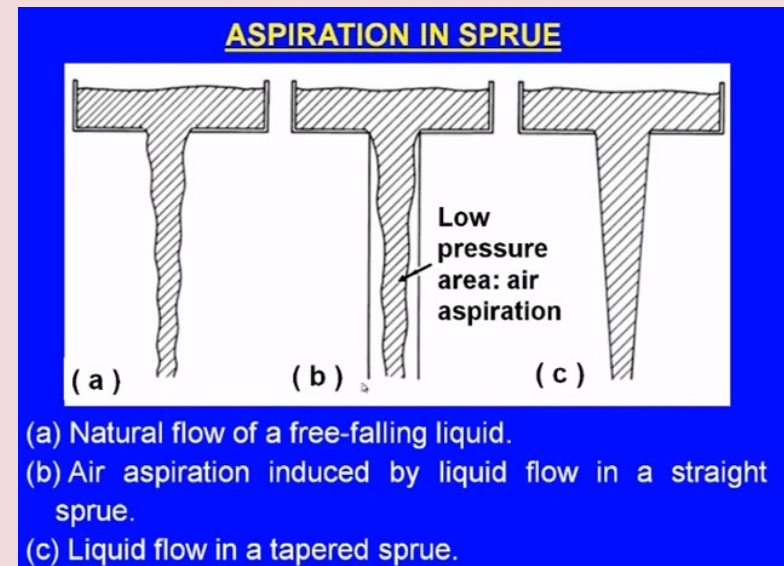 ASPIRATION IN SPRUE
Low
pressure
area: air
aspiration
(a)
(b)
(c)
(a) Natural flow of a free-falling liquid.
(b) Air aspiration induced by liquid flow in a straight
sprue.
(c) Liquid flow in a tapered sprue.